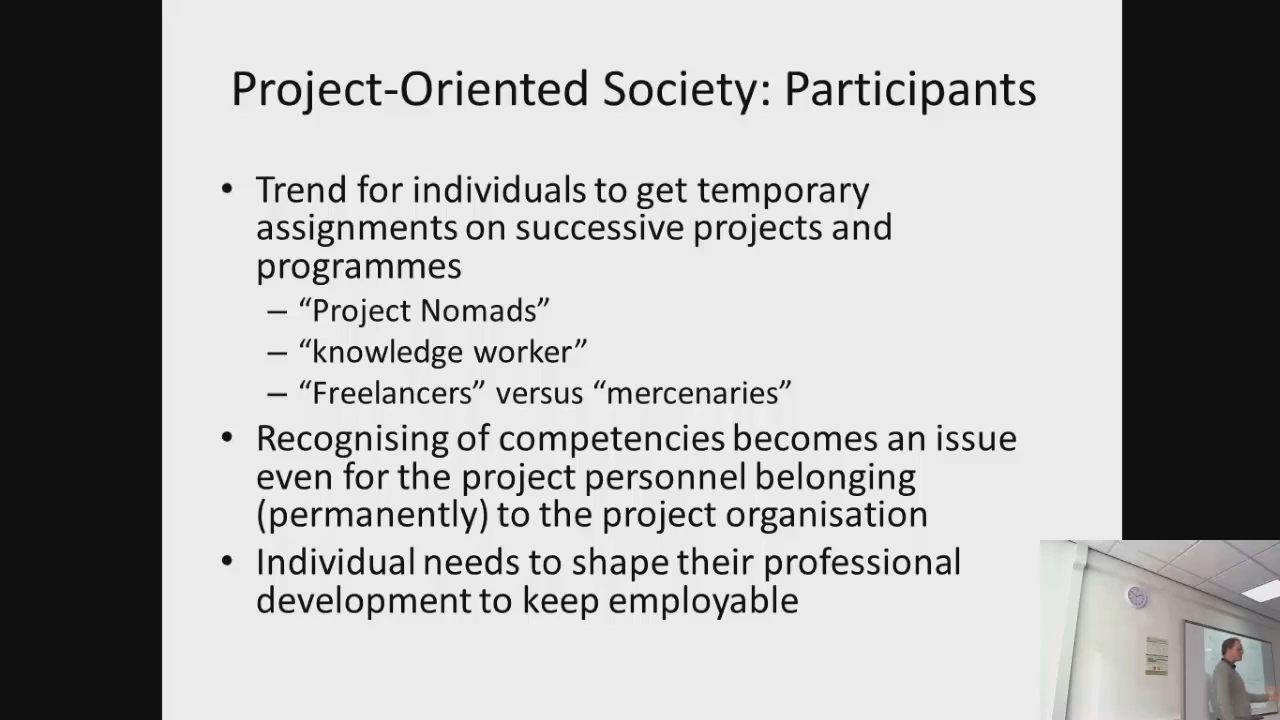 Project-Oriented Society: Participants
• Trend for individuals to get temporary
assignments on successive projects and
programmes
– “Project Nomads”
– “knowledge worker”
– “Freelancers” versus “mercenaries”
• Recognising of competencies becomes an issue
even for the project personnel belonging
(permanently) to the project organisation
• Individual needs to shape their professional
development to keep employable